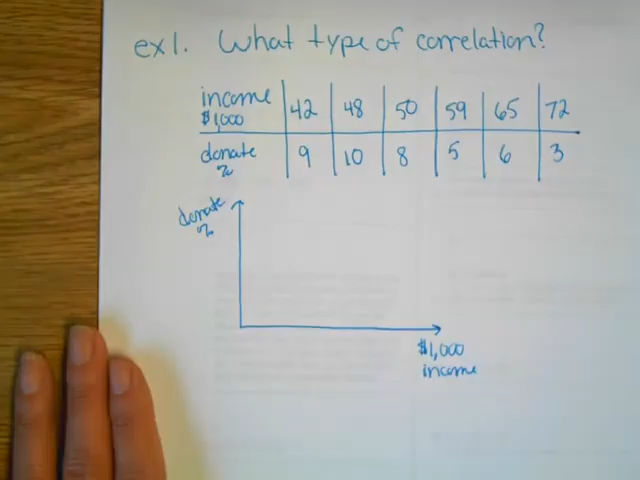 ex1. What type of correlation?
income 42 48 50 59 65 72
$1,000
donate 9 10 8 5 6 3
%
donate
%
$1,000
income